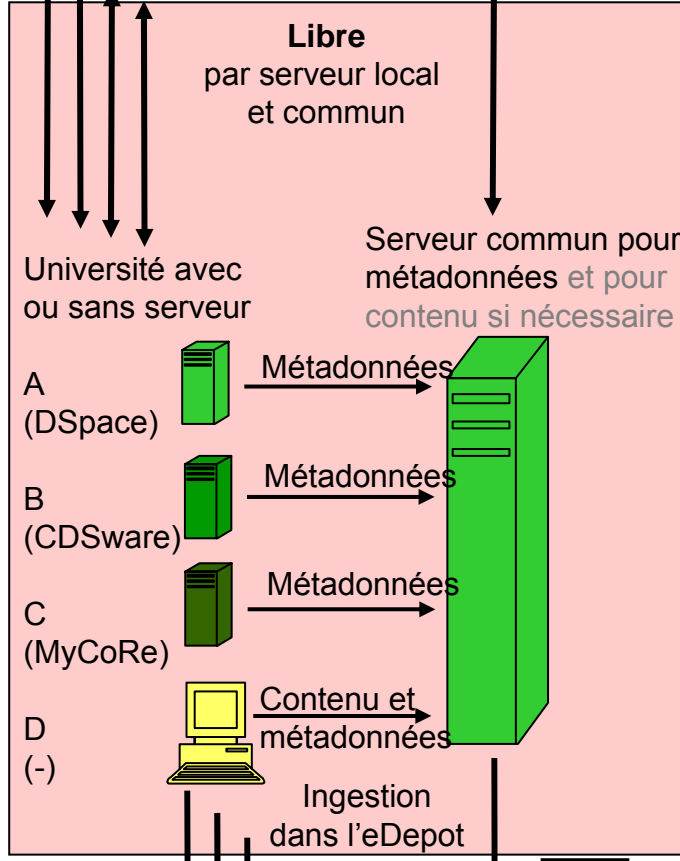 Libre
par serveur local
et commun
Université avec
ou sans serveur
Serveur commun pour
métadonnées et pour
contenu si nécessaire
A
(DSpace)
Métadonnées
B
(CDSware)
Métadonnées
C
(MyCoRe)
Métadonnées
D
(-)
Contenu et
métadonnées
Ingestion
dans l’eDepot